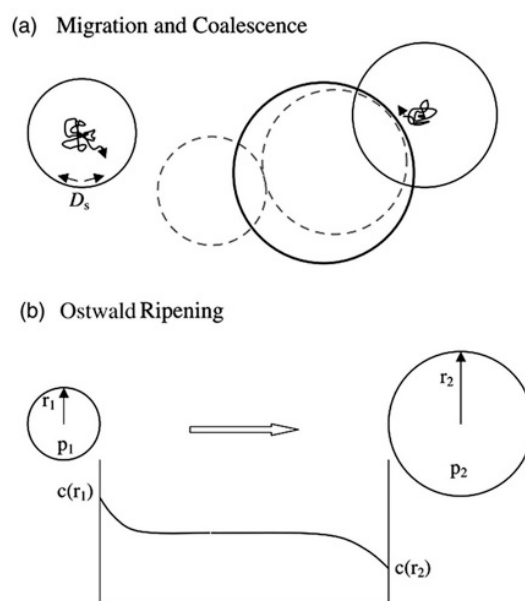 (a) Migration and Coalescence
Dₛ
(b) Ostwald Ripening
r₁
p₁
r₂
p₂
c(r₁)
c(r₂)